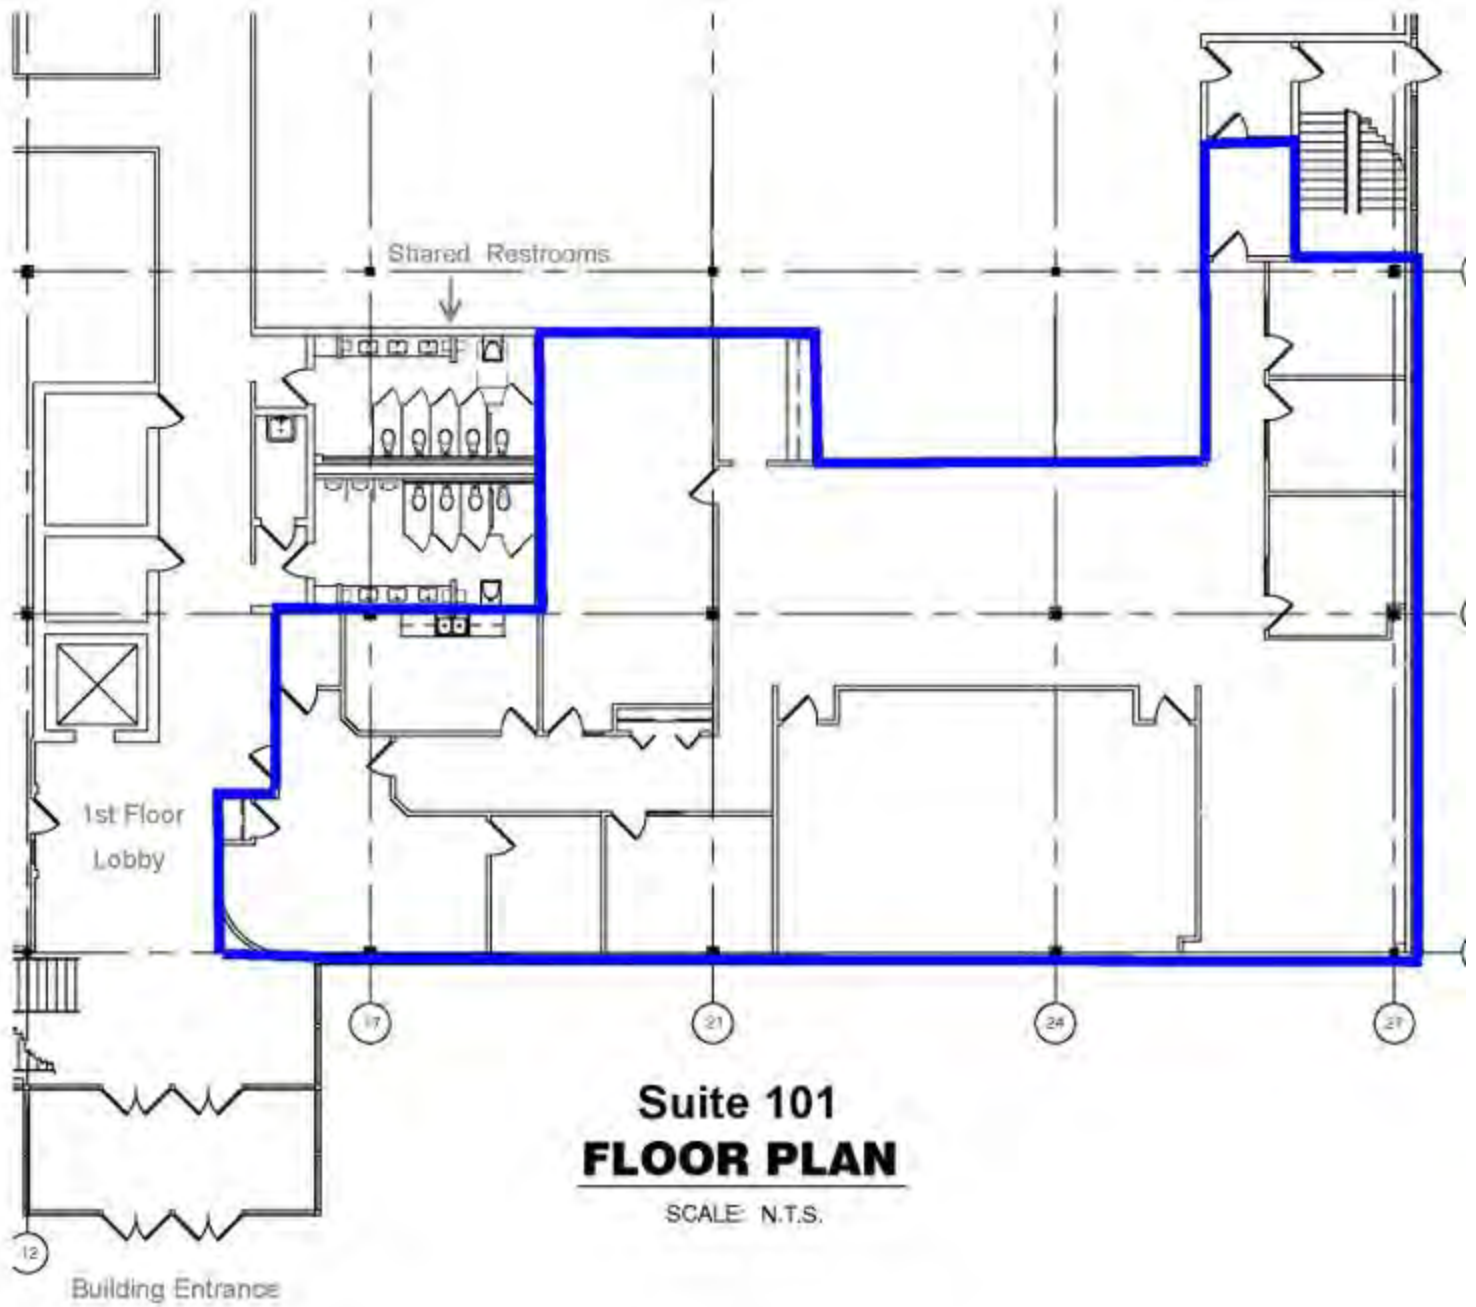 Shared Restrooms
1st Floor
Lobby
17
21
24
27
Suite 101
FLOOR PLAN
SCALE: N.T.S.
12
Building Entrance